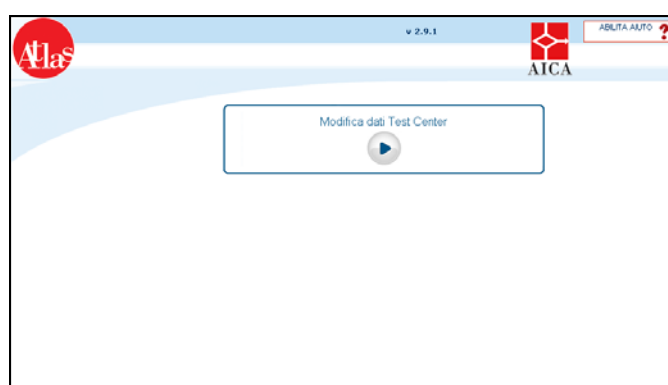 Atlas
v 2.9.1
AICA
ABILITA AIUTO ?
Modifica dati Test Center